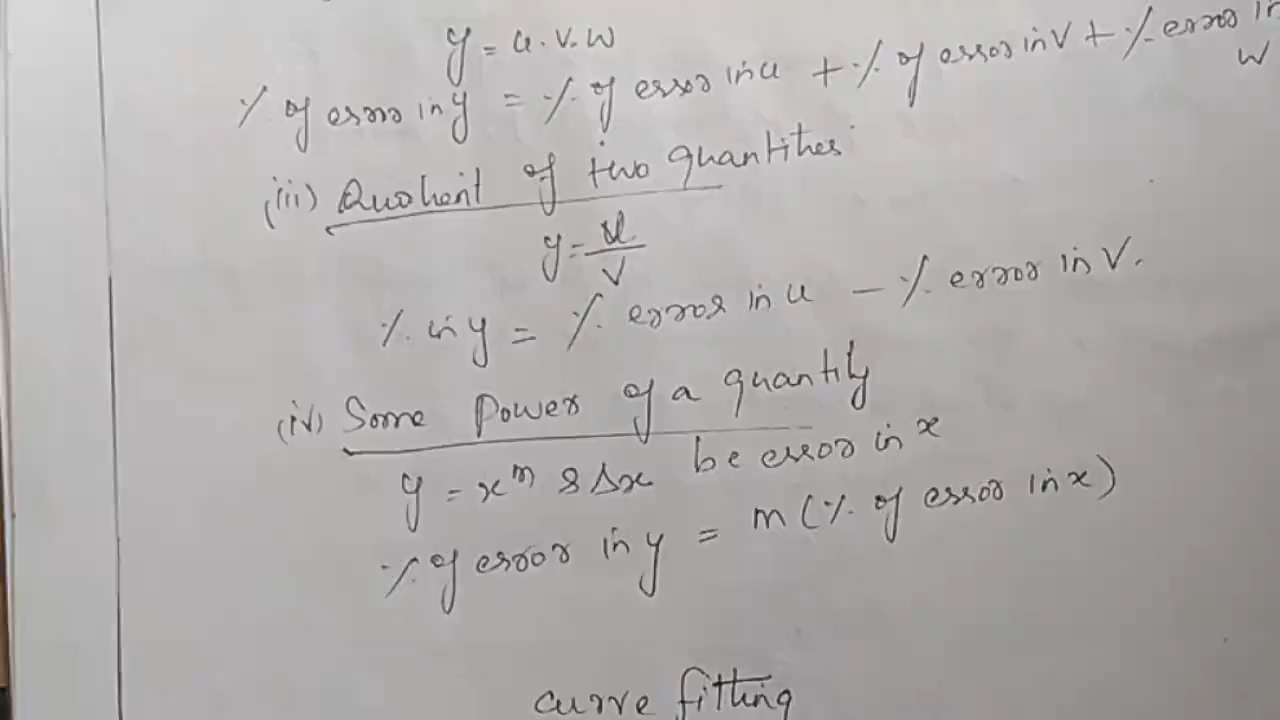 y = u.v.w
% of error in y = % of error in u + % of error in v + % error in w
(iii) Quotient of two quantities
y = u/v
% in y = % error in u - % error in v.
(iv) Some Power of a quantity
y = x^m & Δx be error in x
% of error in y = m (% of error in x)
curve fitting